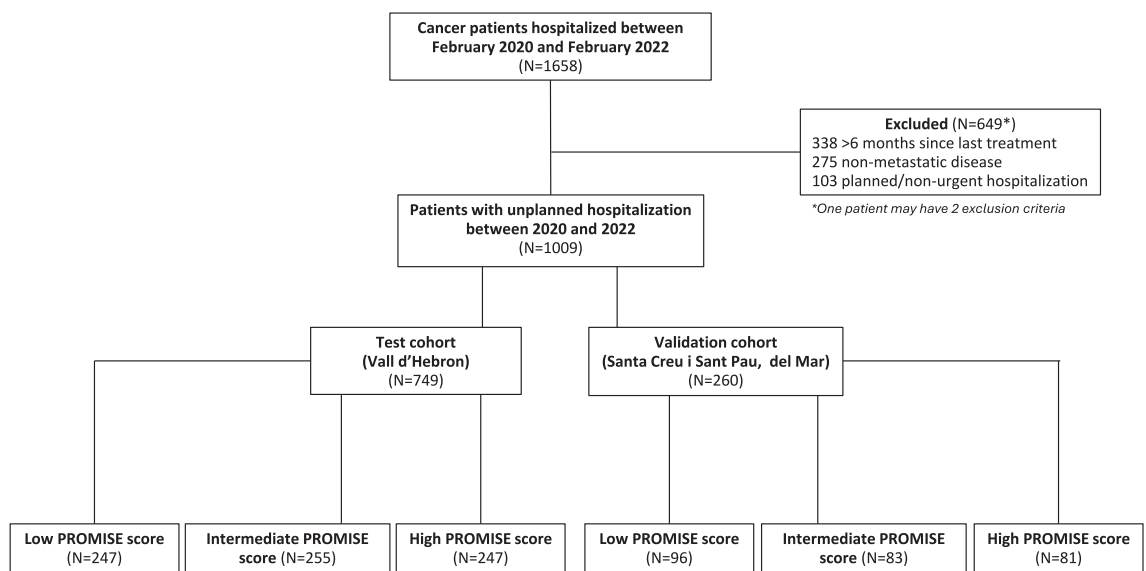 Cancer patients hospitalized between
February 2020 and February 2022
(N=1658)
Excluded (N=649*)
338 >6 months since last treatment
275 non-metastatic disease
103 planned/non-urgent hospitalization
*One patient may have 2 exclusion criteria
Patients with unplanned hospitalization
between 2020 and 2022
(N=1009)
Test cohort
(Vall d’Hebron)
(N=749)
Validation cohort
(Santa Creu i Sant Pau, del Mar)
(N=260)
Low PROMISE score
(N=247)
Intermediate PROMISE
score (N=255)
High PROMISE score
(N=247)
Low PROMISE score
(N=96)
Intermediate PROMISE
score (N=83)
High PROMISE score
(N=81)